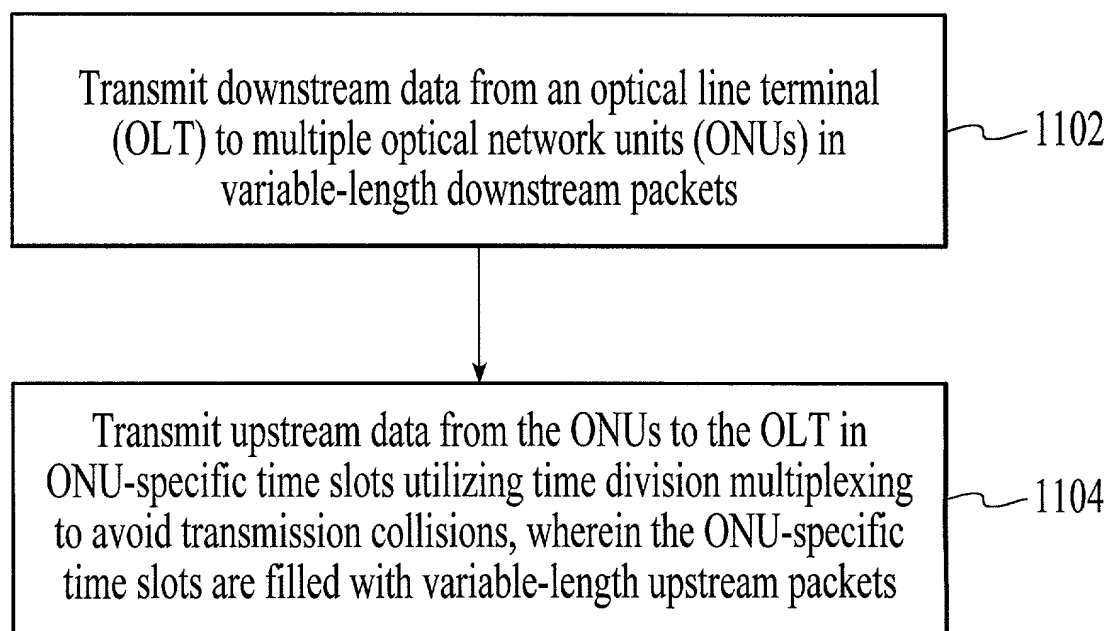 Transmit downstream data from an optical line terminal
(OLT) to multiple optical network units (ONUs) in
variable-length downstream packets
1102
Transmit upstream data from the ONUs to the OLT in
ONU-specific time slots utilizing time division multiplexing
to avoid transmission collisions, wherein the ONU-specific
time slots are filled with variable-length upstream packets
1104